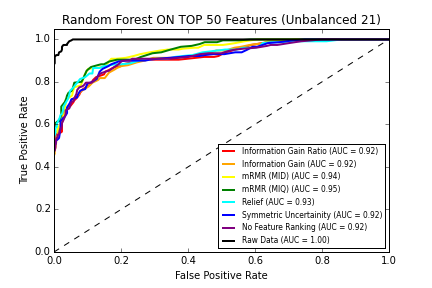 Random Forest ON TOP 50 Features (Unbalanced 21)
1.0
0.8
0.6
0.4
0.2
0.0
True Positive Rate
Information Gain Ratio (AUC = 0.92)
Information Gain (AUC = 0.92)
mRMR (MID) (AUC = 0.94)
mRMR (MIQ) (AUC = 0.95)
Relief (AUC = 0.93)
Symmetric Uncertainity (AUC = 0.92)
No Feature Ranking (AUC = 0.92)
Raw Data (AUC = 1.00)
0.0 0.2 0.4 0.6 0.8 1.0
False Positive Rate